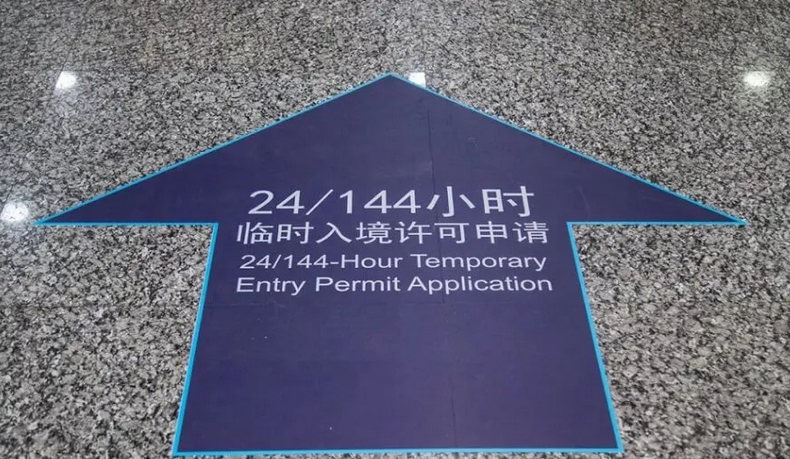 24/144小时
临时入境许可申请
24/144-Hour Temporary
Entry Permit Application